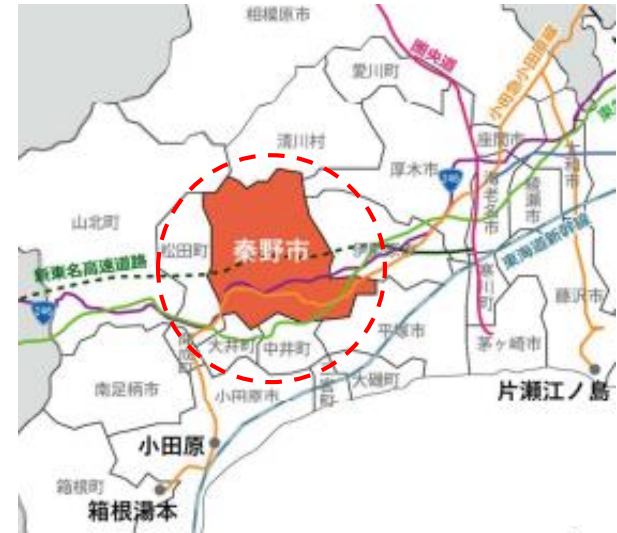 相模原市
愛川町
圏央道
小田急小田原線
清川村
厚木市
246
座間市
大和市
海老名市
綾瀬市
山北町
松田町
秦野市
新東名高速道路
東海道新幹線
寒川町
藤沢市
246
大井町
中井町
平塚市
茅ヶ崎市
南足柄市
小田原市
二宮町
大磯町
片瀬江ノ島
小田原
箱根町
箱根湯本